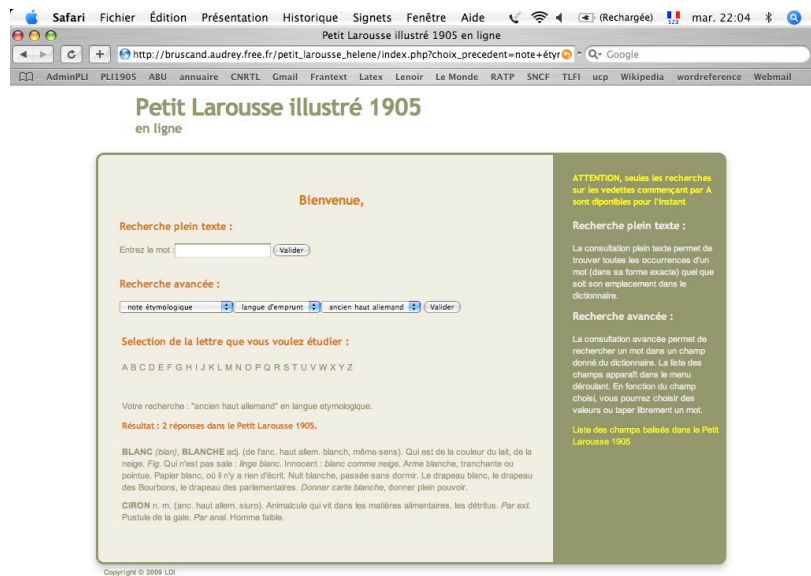 Safari Fichier Édition Présentation Historique Signets Fenêtre Aide (Rechargée) 123 mar. 22:04
Petit Larousse illustré 1905 en ligne
http://bruscand.audrey.free.fr/petit_larousse_helene/index.php?choix_precedent=note+étyr Google
AdminPLI PLI1905 ABU annuaire CNRTL Gmail Frantext Latex Lenoir Le Monde RATP SNCF TLFI ucp Wikipedia wordreference Webmail
Petit Larousse illustré 1905
en ligne
Bienvenue,
Recherche plein texte :
Entrez le mot : Valider
Recherche avancée :
note étymologique langue d'emprunt ancien haut allemand Valider
Selection de la lettre que vous voulez étudier :
A B C D E F G H I J K L M N O P Q R S T U V W X Y Z
Votre recherche : "ancien haut allemand" en langue etymologique.
Résultat : 2 réponses dans le Petit Larousse 1905.
BLANC (blan), BLANCHE adj. (de l'anc. haut allem. blanch, même sens). Qui est de la couleur du lait, de la
neige. Fig. Qui n'est pas sale : linge blanc. Innocent : blanc comme neige. Arme blanche, tranchante ou
pointue. Papier blanc, où il n'y a rien d'écrit. Nuit blanche, passée sans dormir. Le drapeau blanc, le drapeau
des Bourbons, le drapeau des parlementaires. Donner carte blanche, donner plein pouvoir.
CIRON n. m. (anc. haut allem. siuro). Animalcule qui vit dans les matières alimentaires, les détritus. Par ext.
Pustule de la gale. Par anal. Homme faible.
ATTENTION, seules les recherches
sur les vedettes commençant par A
sont diponibles pour l'instant
Recherche plein texte :
La consultation plein texte permet de
trouver toutes les occurrences d'un
mot (dans sa forme exacte) quel que
soit son emplacement dans le
dictionnaire.
Recherche avancée :
La consultation avancée permet de
rechercher un mot dans un champ
donné du dictionnaire. La liste des
champs apparaît dans le menu
déroulant. En fonction du champ
choisi, vous pourrez choisir des
valeurs ou taper librement un mot.
Liste des champs balisés dans le Petit
Larousse 1905
Copyright © 2009 LDI